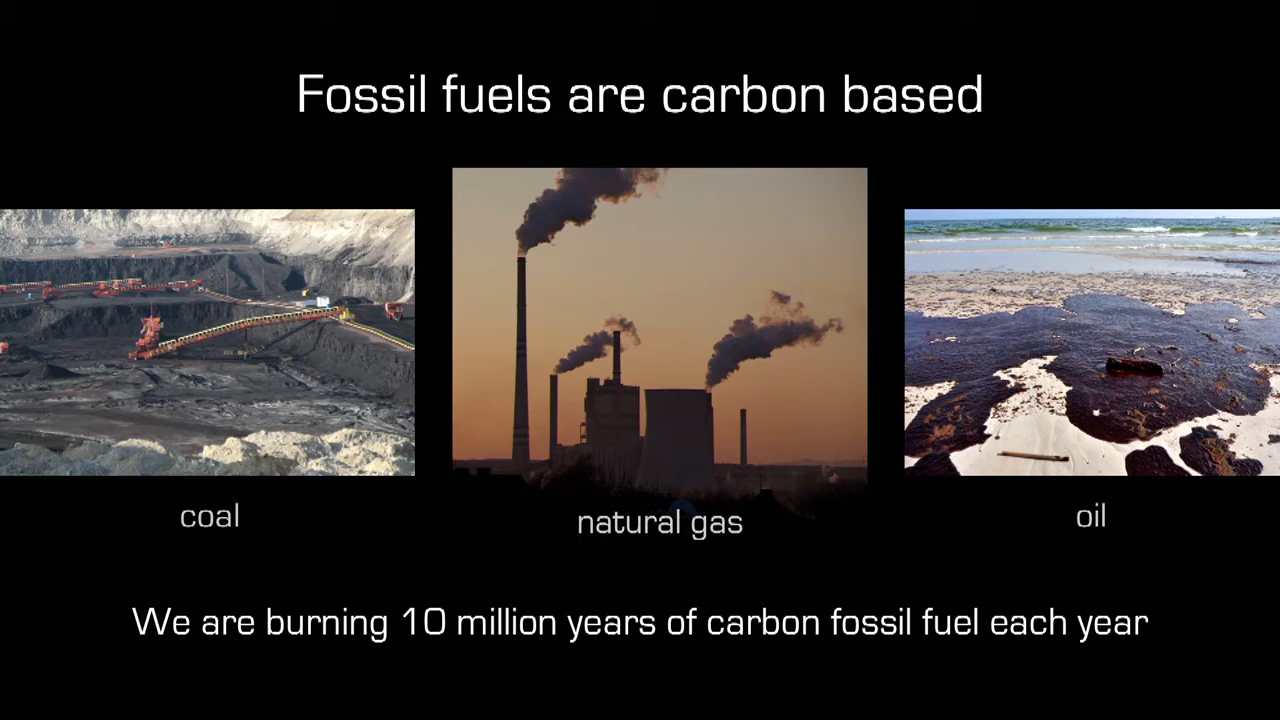 Fossil fuels are carbon based
coal
natural gas
oil
We are burning 10 million years of carbon fossil fuel each year